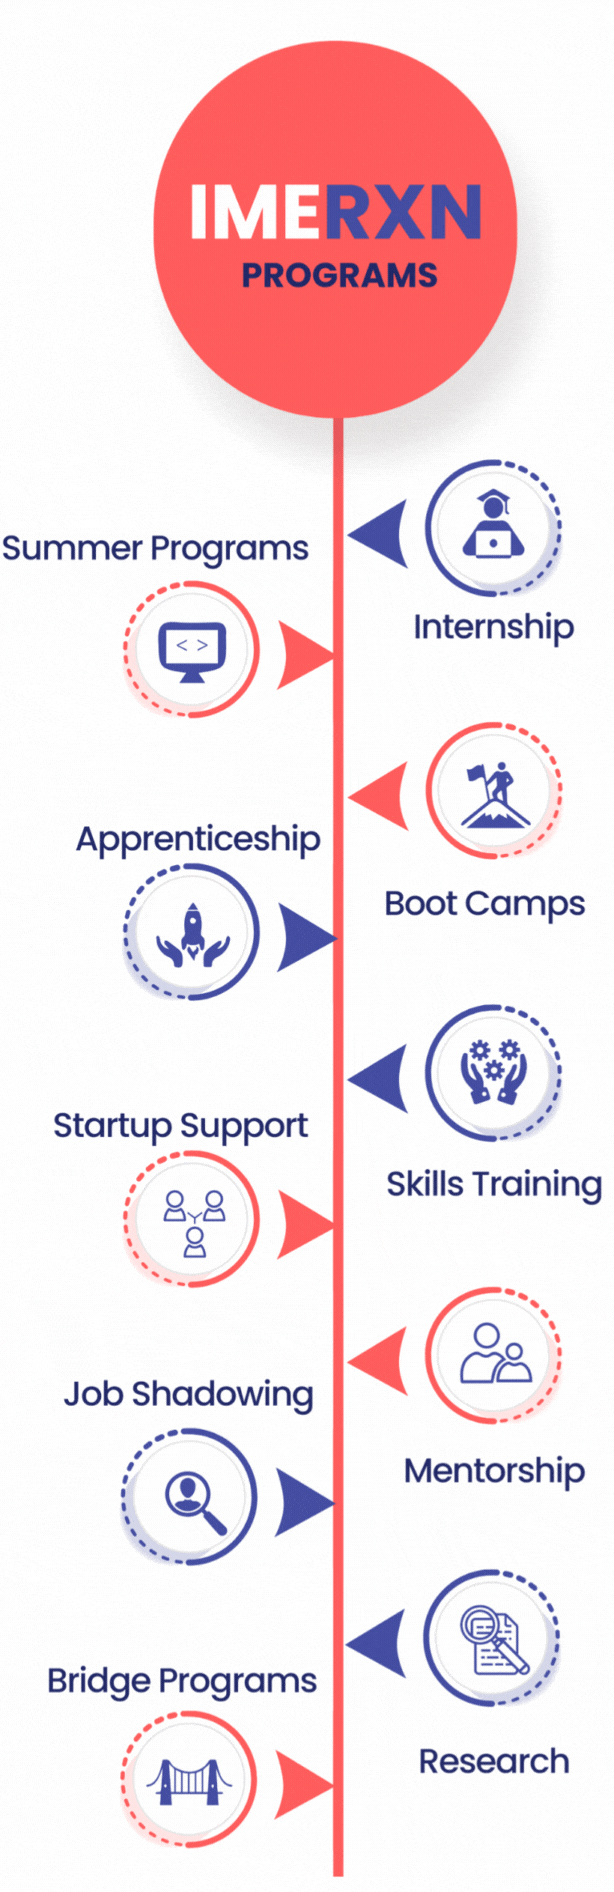 IMERXN
PROGRAMS
Internship
Summer Programs
< >
Boot Camps
Apprenticeship
Skills Training
Startup Support
Mentorship
Job Shadowing
Research
Bridge Programs